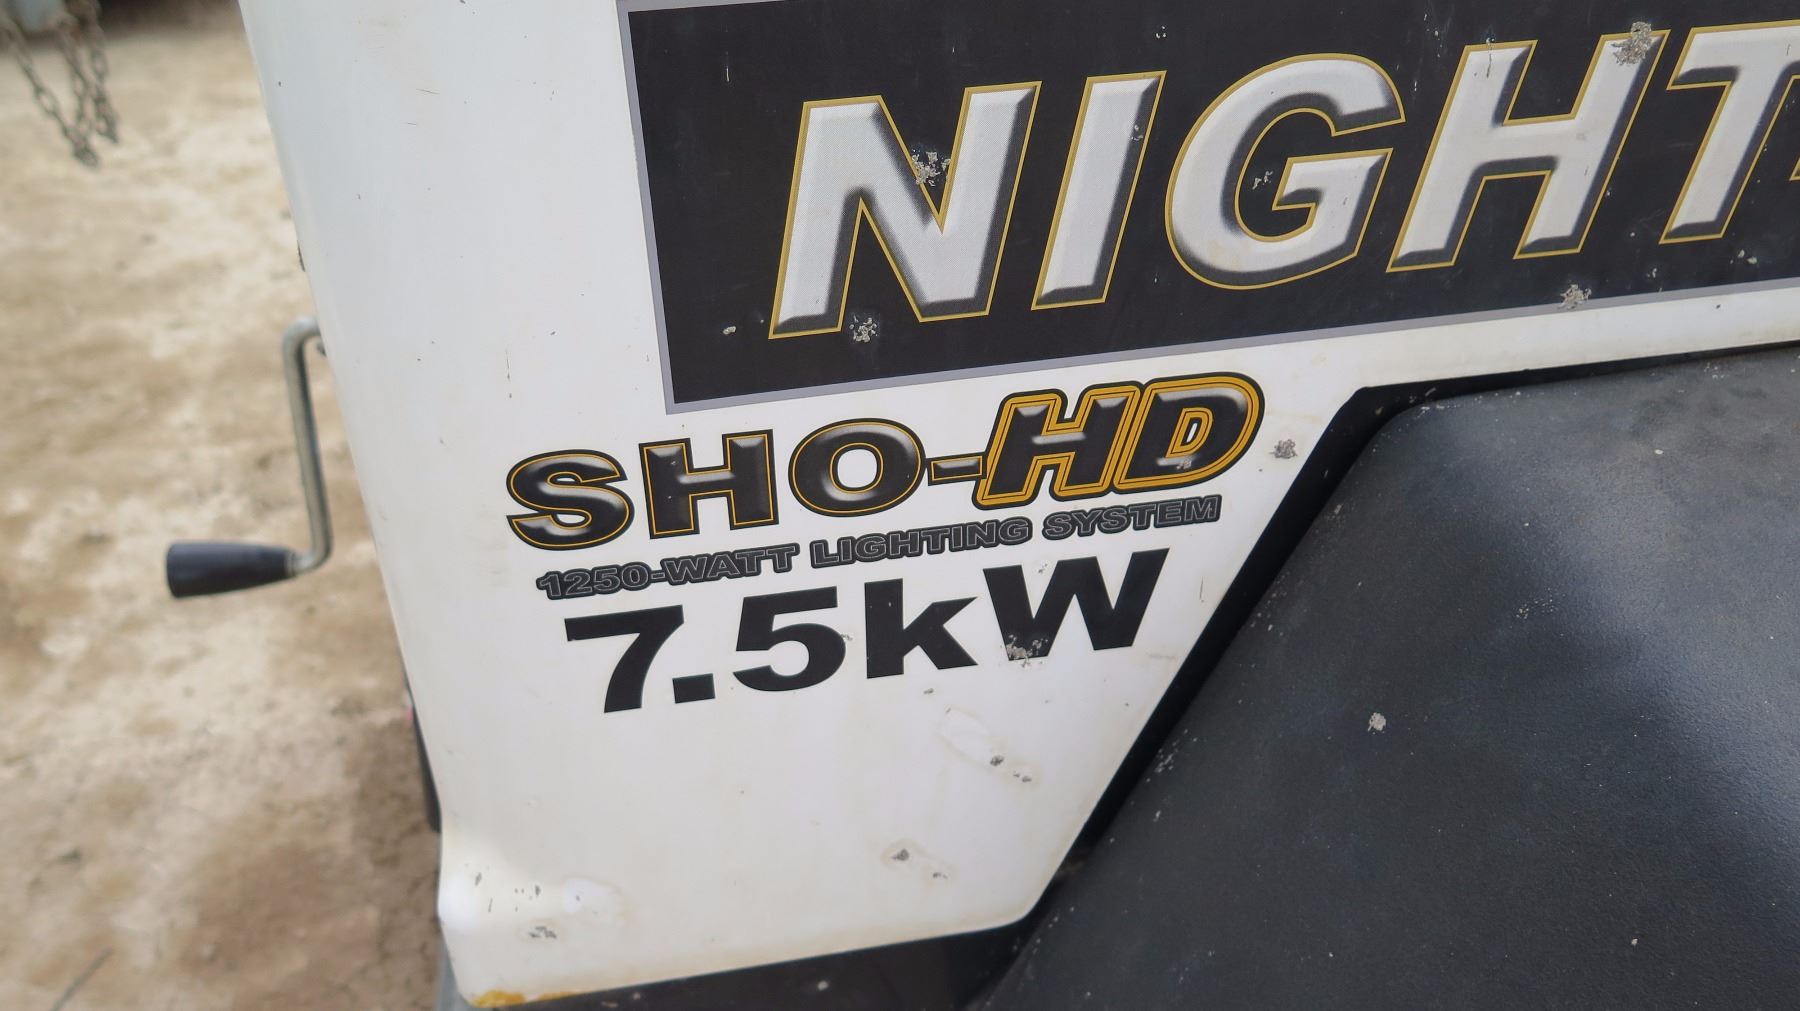 NIGHT
SHO-HD
1250-WATT LIGHTING SYSTEM
7.5kW